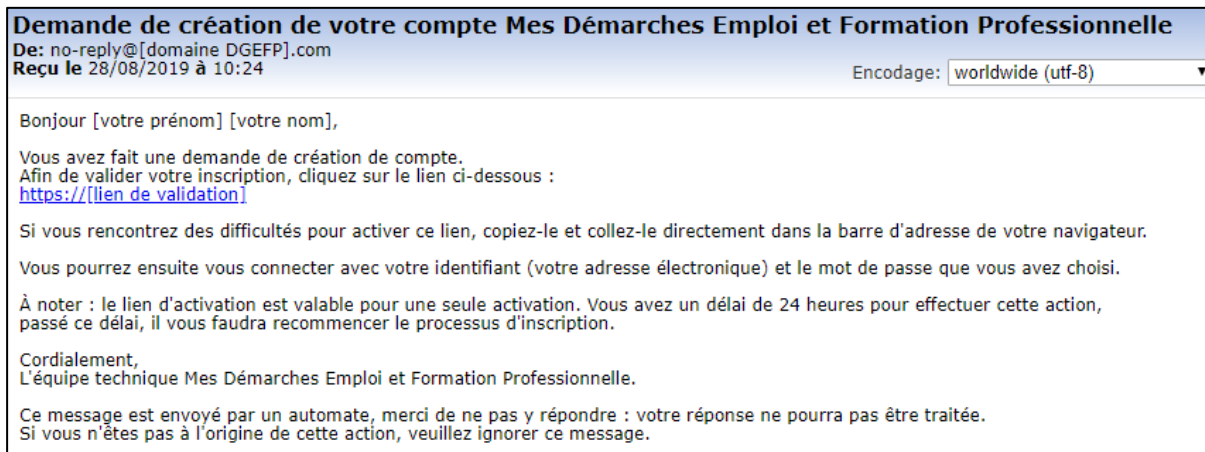 Demande de création de votre compte Mes Démarches Emploi et Formation Professionnelle
De: no-reply@[domaine DGEFP].com
Reçu le 28/08/2019 à 10:24
Encodage: worldwide (utf-8)
Bonjour [votre prénom] [votre nom],
Vous avez fait une demande de création de compte.
Afin de valider votre inscription, cliquez sur le lien ci-dessous :
https://[lien de validation]
Si vous rencontrez des difficultés pour activer ce lien, copiez-le et collez-le directement dans la barre d'adresse de votre navigateur.
Vous pourrez ensuite vous connecter avec votre identifiant (votre adresse électronique) et le mot de passe que vous avez choisi.
À noter : le lien d'activation est valable pour une seule activation. Vous avez un délai de 24 heures pour effectuer cette action,
passé ce délai, il vous faudra recommencer le processus d'inscription.
Cordialement,
L'équipe technique Mes Démarches Emploi et Formation Professionnelle.
Ce message est envoyé par un automate, merci de ne pas y répondre : votre réponse ne pourra pas être traitée.
Si vous n'êtes pas à l'origine de cette action, veuillez ignorer ce message.